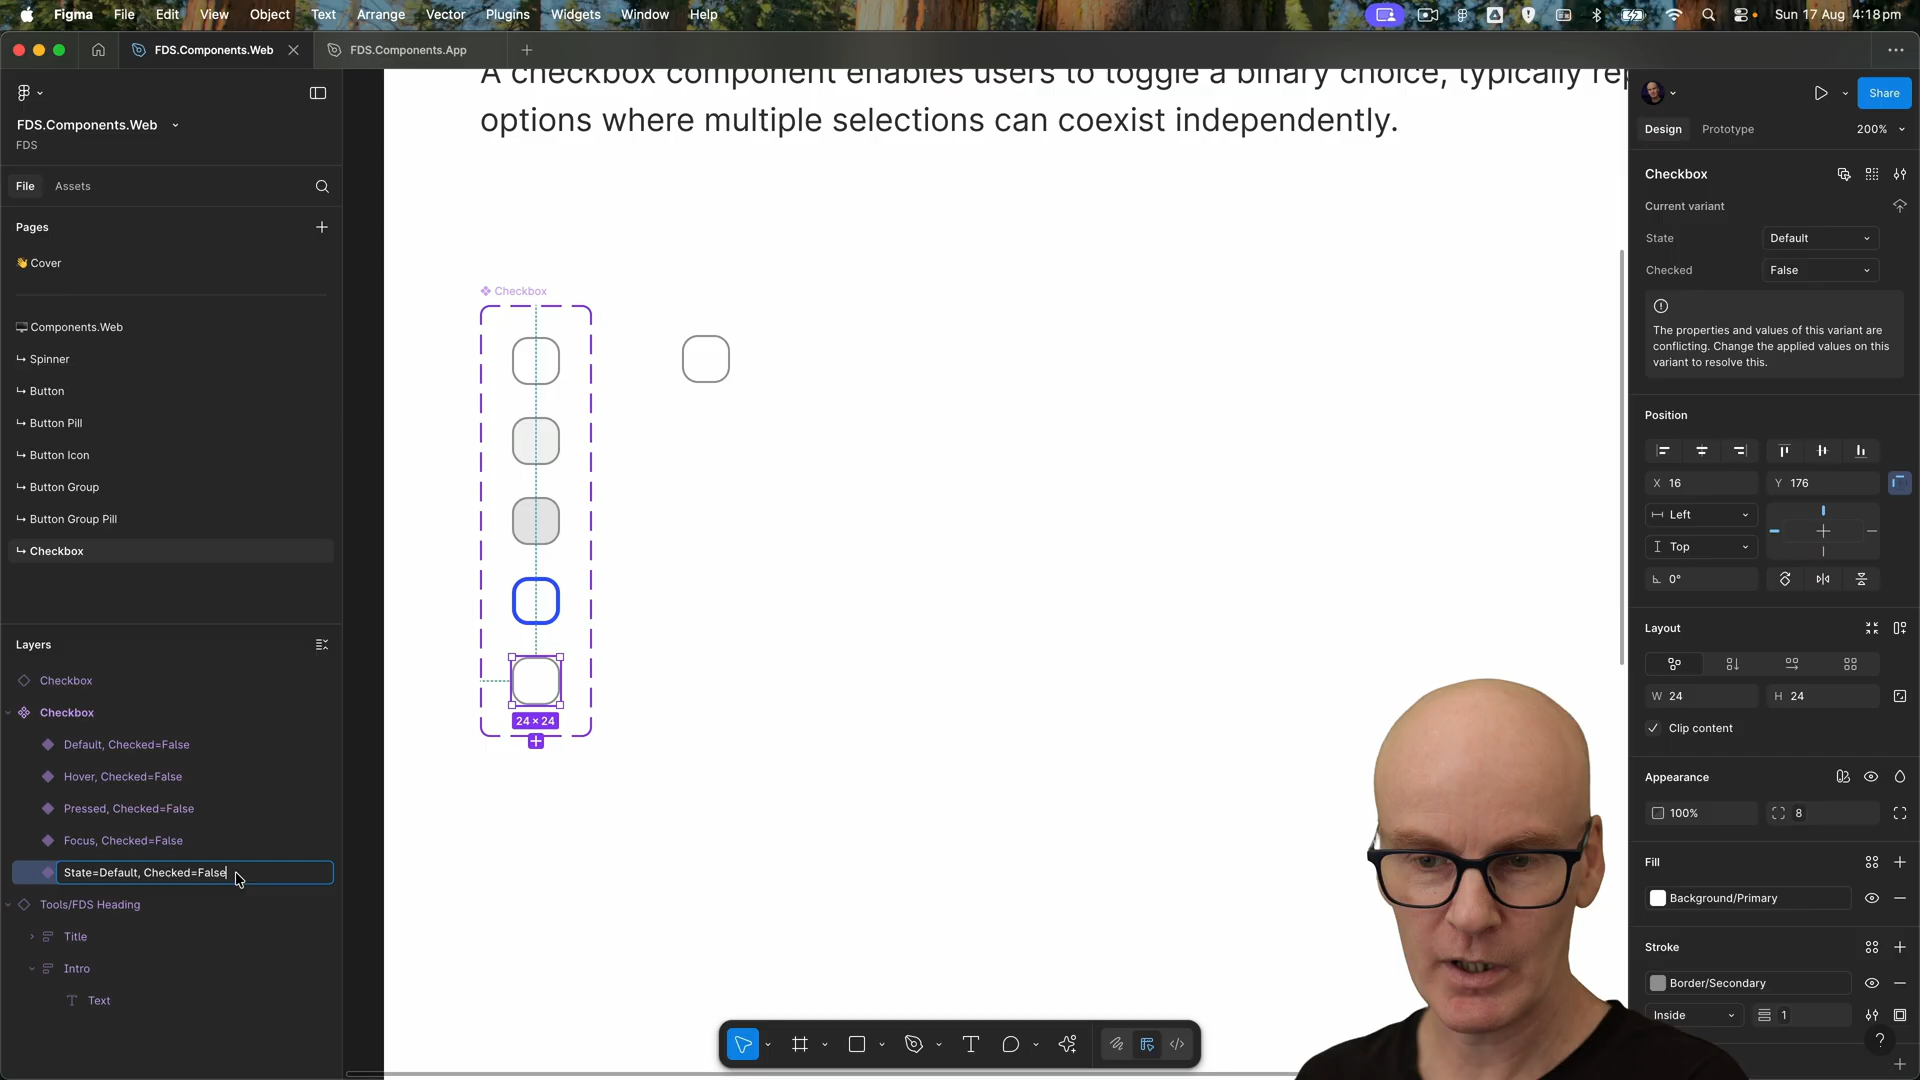 Figma File Edit View Object Text Arrange Vector Plugins Widgets Window Help Sun 17 Aug 4:18 pm
FDS.Components.Web FDS.Components.App
A checkbox component enables users to toggle a binary choice, typically rep
options where multiple selections can coexist independently.
FDS.Components.Web
FDS
File Assets
Pages
👋 Cover
Components.Web
Spinner
Button
Button Pill
Button Icon
Button Group
Button Group Pill
Checkbox
Layers
Checkbox
Checkbox
Default, Checked=False
Hover, Checked=False
Pressed, Checked=False
Focus, Checked=False
State=Default, Checked=False
Tools/FDS Heading
Title
Intro
Text
Checkbox
24 × 24
Share
Design Prototype 200%
Checkbox
Current variant
State Default
Checked False
The properties and values of this variant are
conflicting. Change the applied values on this
variant to resolve this.
Position
X 16 Y 176
Left
Top
0°
Layout
W 24 H 24
Clip content
Appearance
100% 8
Fill
Background/Primary
Stroke
Border/Secondary
Inside 1
?